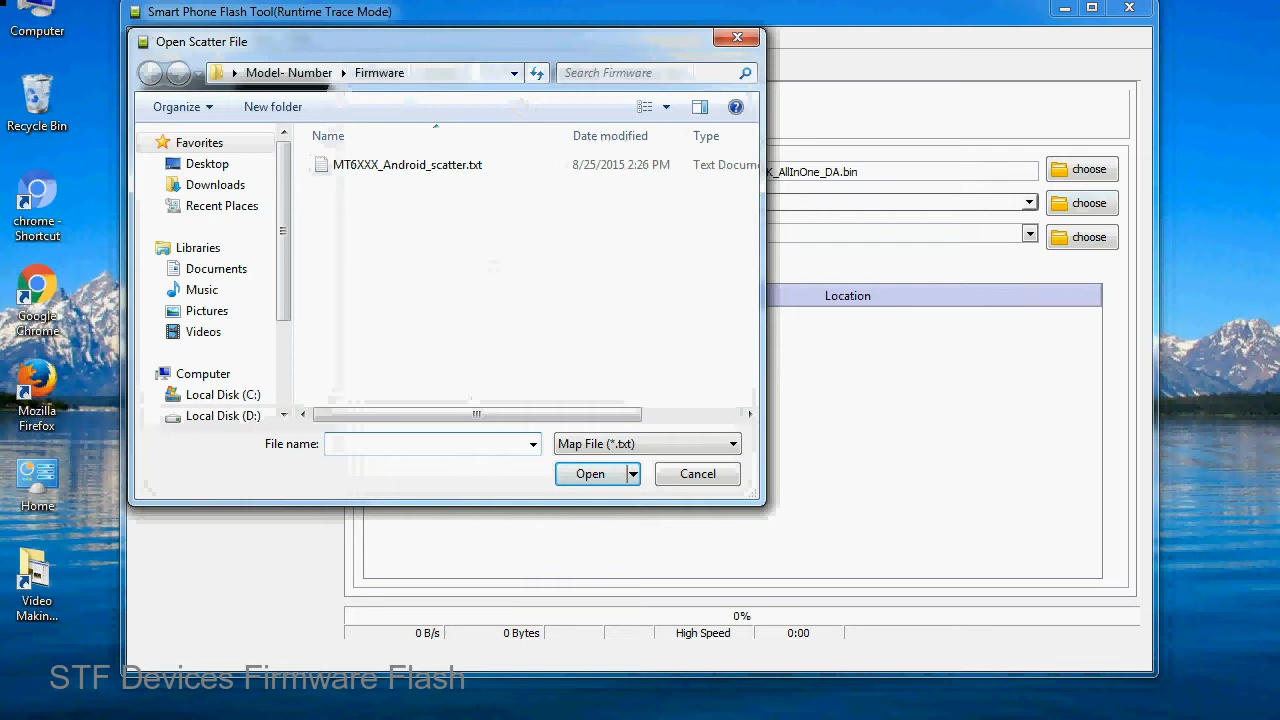 Smart Phone Flash Tool(Runtime Trace Mode)
Computer
Recycle Bin
chrome -
Shortcut
Google
Chrome
Mozilla
Firefox
Home
Video
Makin...
Open Scatter File
Model- Number
Firmware
Search Firmware
Organize
New folder
Name
Date modified
Type
MT6XXX_Android_scatter.txt
8/25/2015 2:26 PM
Text Docum
Favorites
Desktop
Downloads
Recent Places
Libraries
Documents
Music
Pictures
Videos
Computer
Local Disk (C:)
Local Disk (D:)
File name:
Map File (*.txt)
Open
Cancel
K_AllInOne_DA.bin
choose
choose
choose
Location
0%
0 B/s
0 Bytes
High Speed
0:00
STF Devices Firmware Flash